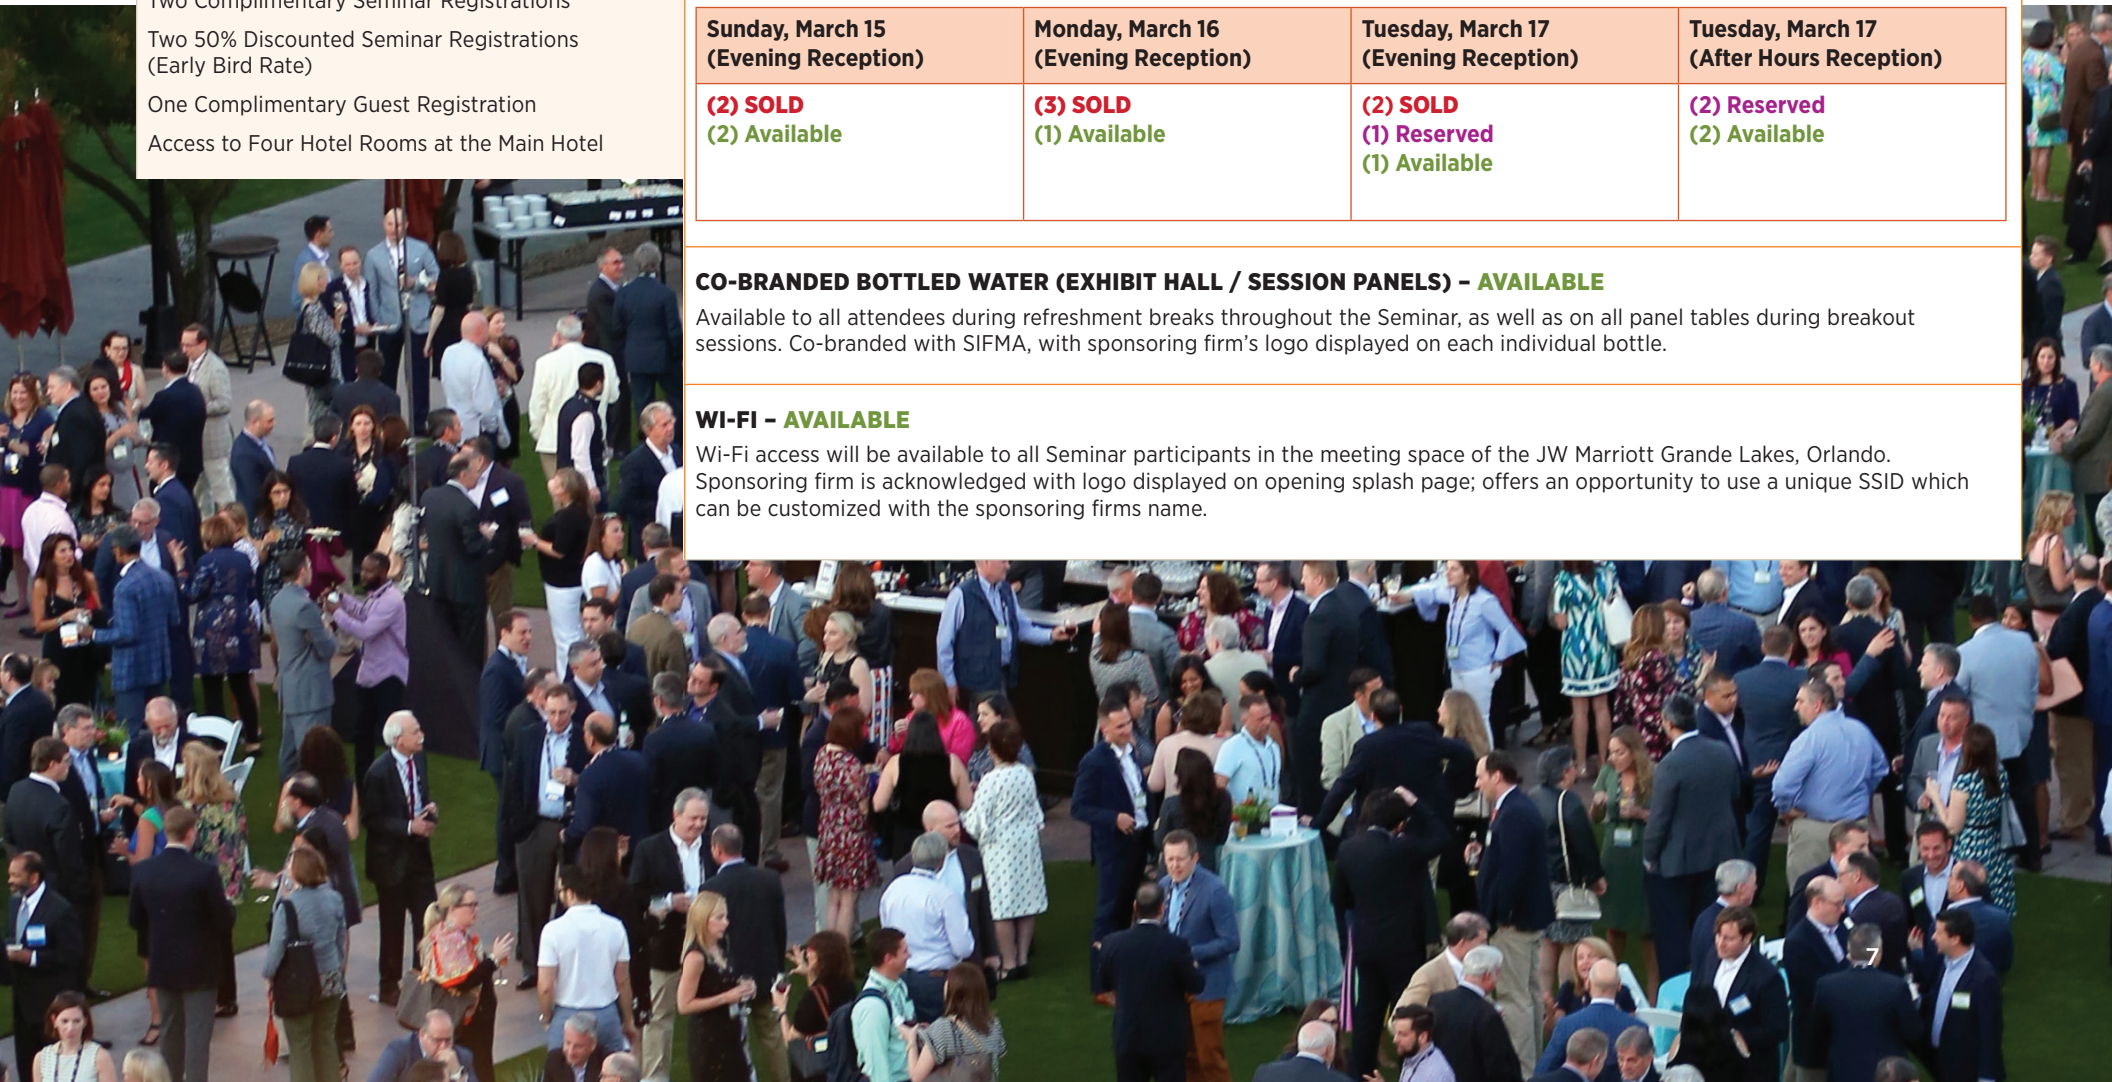 Two Complimentary Seminar Registrations
Two 50% Discounted Seminar Registrations
(Early Bird Rate)
One Complimentary Guest Registration
Access to Four Hotel Rooms at the Main Hotel
Sunday, March 15
(Evening Reception)
Monday, March 16
(Evening Reception)
Tuesday, March 17
(Evening Reception)
Tuesday, March 17
(After Hours Reception)
(2) SOLD
(2) Available
(3) SOLD
(1) Available
(2) SOLD
(1) Reserved
(1) Available
(2) Reserved
(2) Available
CO-BRANDED BOTTLED WATER (EXHIBIT HALL / SESSION PANELS) – AVAILABLE
Available to all attendees during refreshment breaks throughout the Seminar, as well as on all panel tables during breakout
sessions. Co-branded with SIFMA, with sponsoring firm’s logo displayed on each individual bottle.
WI-FI – AVAILABLE
Wi-Fi access will be available to all Seminar participants in the meeting space of the JW Marriott Grande Lakes, Orlando.
Sponsoring firm is acknowledged with logo displayed on opening splash page; offers an opportunity to use a unique SSID which
can be customized with the sponsoring firms name.
7